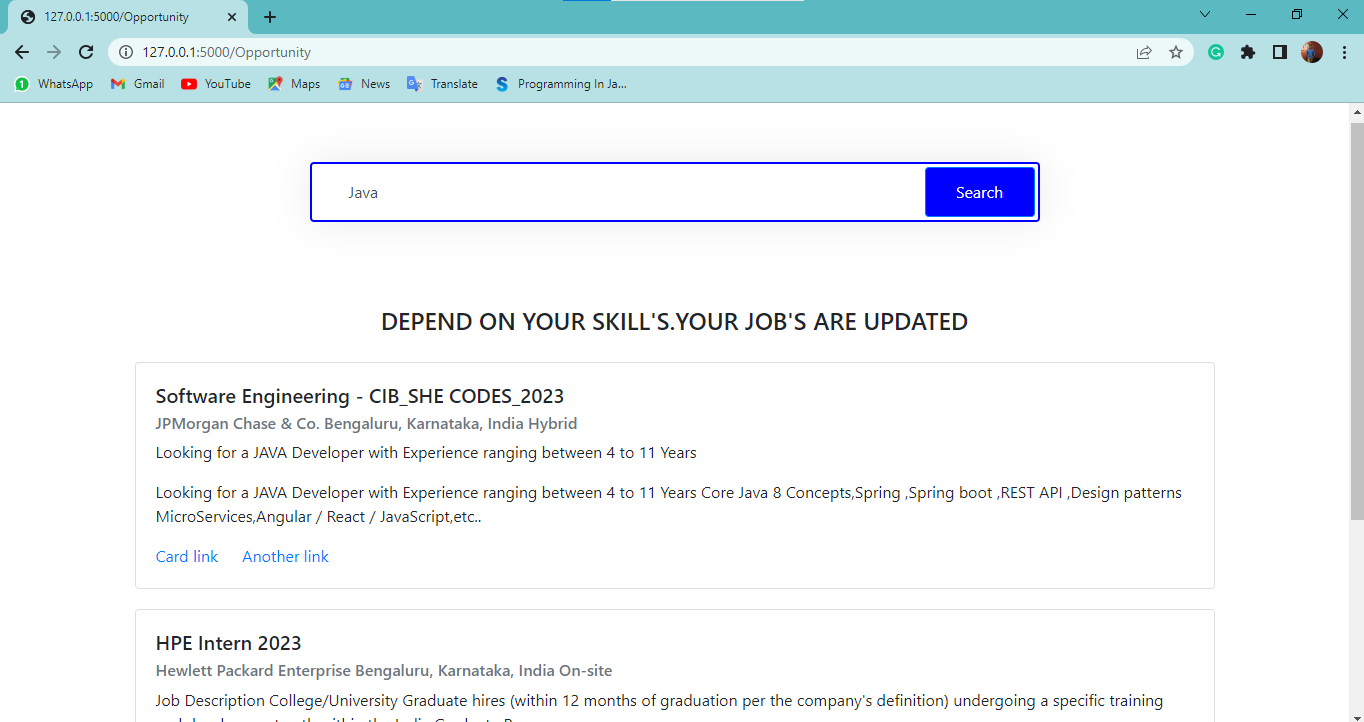 127.0.0.1:5000/Opportunity
127.0.0.1:5000/Opportunity
1 WhatsApp Gmail YouTube Maps News Translate Programming In Ja...
Java Search
DEPEND ON YOUR SKILL'S.YOUR JOB'S ARE UPDATED
Software Engineering - CIB_SHE CODES_2023
JPMorgan Chase & Co. Bengaluru, Karnataka, India Hybrid
Looking for a JAVA Developer with Experience ranging between 4 to 11 Years
Looking for a JAVA Developer with Experience ranging between 4 to 11 Years Core Java 8 Concepts,Spring ,Spring boot ,REST API ,Design patterns
MicroServices,Angular / React / JavaScript,etc..
Card link Another link
HPE Intern 2023
Hewlett Packard Enterprise Bengaluru, Karnataka, India On-site
Job Description College/University Graduate hires (within 12 months of graduation per the company's definition) undergoing a specific training